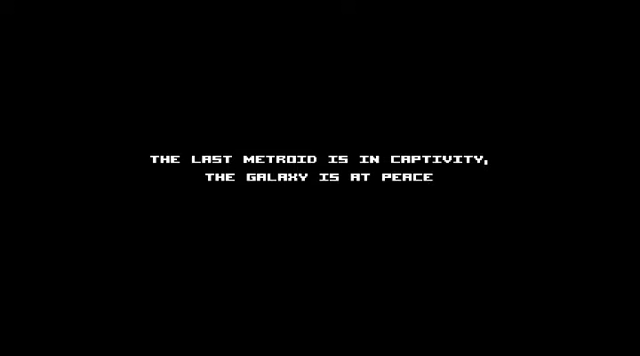 THE LAST METROID IS IN CAPTIVITY,
THE GALAXY IS AT PEACE